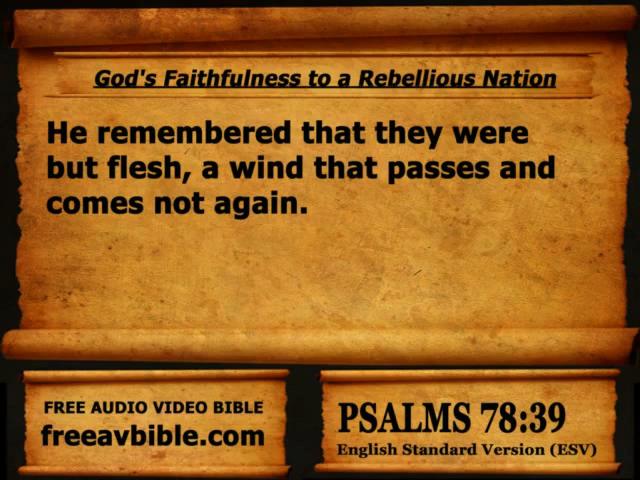 God's Faithfulness to a Rebellious Nation
He remembered that they were
but flesh, a wind that passes and
comes not again.
FREE AUDIO VIDEO BIBLE
freeavbible.com
PSALMS 78:39
English Standard Version (ESV)